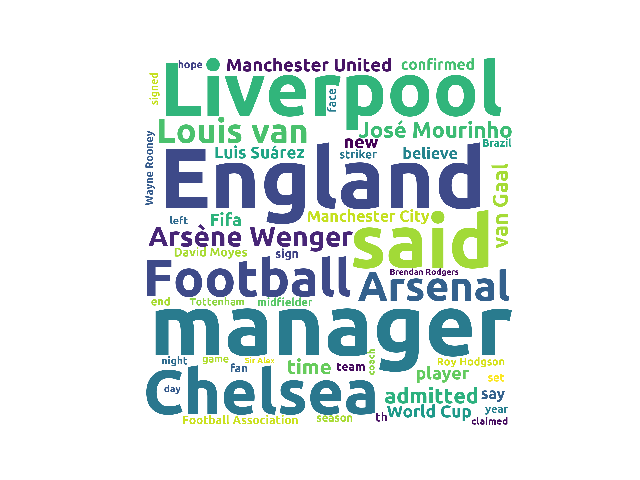 hope
Manchester United
confirmed
signed
Liverpool
face
Louis van
José Mourinho
new
Brazil
Wayne Rooney
Luis Suárez
striker
believe
England
van Gaal
left
Fifa
Manchester City
said
Arsène Wenger
David Moyes
sign
Football
Brendan Rodgers
Arsenal
end
Tottenham
midfielder
manager
night
game
Sir Alex
fan
time
team
coach
Roy Hodgson
player
set
Chelsea
day
admitted
say
World Cup
year
Football Association
season
th
claimed